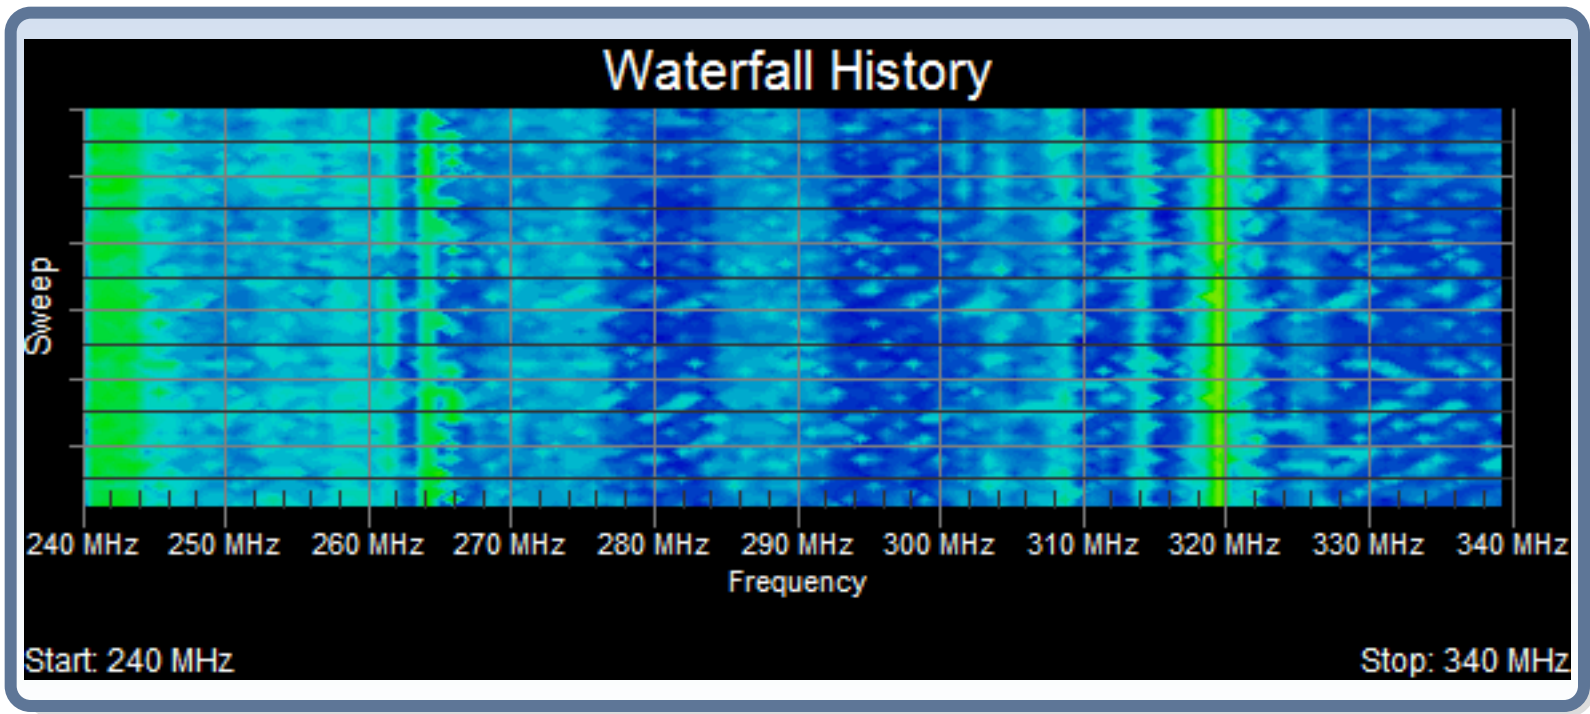 Waterfall History
Sweep
240 MHz 250 MHz 260 MHz 270 MHz 280 MHz 290 MHz 300 MHz 310 MHz 320 MHz 330 MHz 340 MHz
Frequency
Start: 240 MHz Stop: 340 MHz